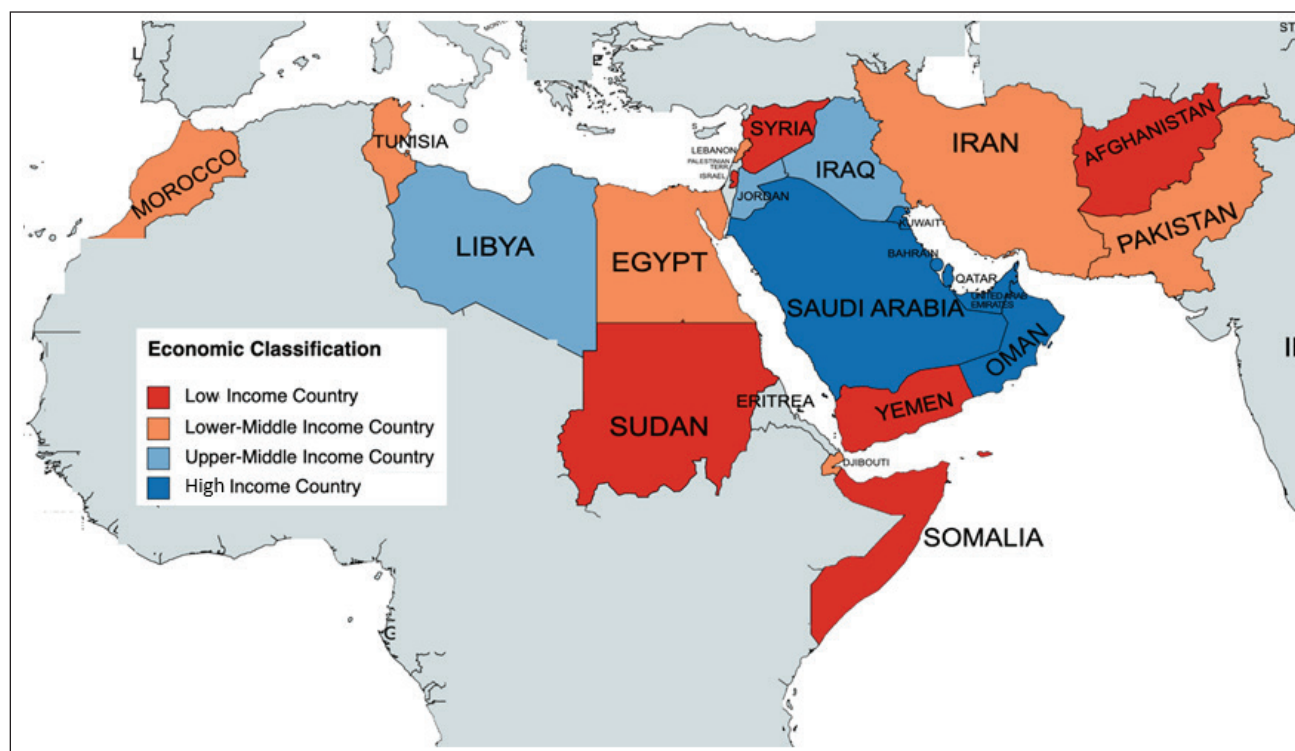 MONTE
ST
L
E
S
SYRIA
TUNISIA
LEBANON
PALESTINIAN
TERR.
ISRAEL
IRAQ
IRAN
AFGHANISTAN
MOROCCO
JORDAN
PAKISTAN
LIBYA
EGYPT
KUWAIT
BAHRAIN
QATAR
SAUDI ARABIA
UNITED ARAB
EMIRATES
OMAN
I
Economic Classification
Low Income Country
Lower-Middle Income Country
Upper-Middle Income Country
High Income Country
ERITREA
YEMEN
SUDAN
DJIBOUTI
SOMALIA
G